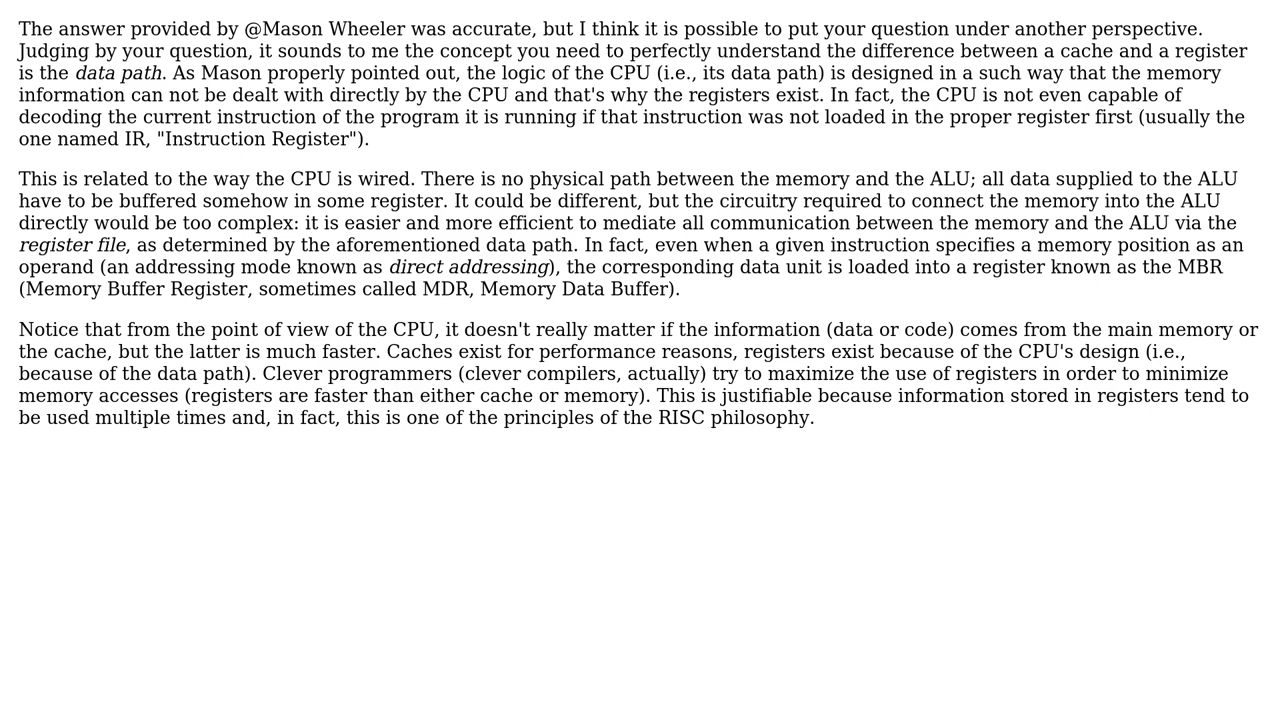 The answer provided by @Mason Wheeler was accurate, but I think it is possible to put your question under another perspective.
Judging by your question, it sounds to me the concept you need to perfectly understand the difference between a cache and a register
is the data path. As Mason properly pointed out, the logic of the CPU (i.e., its data path) is designed in a such way that the memory
information can not be dealt with directly by the CPU and that's why the registers exist. In fact, the CPU is not even capable of
decoding the current instruction of the program it is running if that instruction was not loaded in the proper register first (usually the
one named IR, "Instruction Register").
This is related to the way the CPU is wired. There is no physical path between the memory and the ALU; all data supplied to the ALU
have to be buffered somehow in some register. It could be different, but the circuitry required to connect the memory into the ALU
directly would be too complex: it is easier and more efficient to mediate all communication between the memory and the ALU via the
register file, as determined by the aforementioned data path. In fact, even when a given instruction specifies a memory position as an
operand (an addressing mode known as direct addressing), the corresponding data unit is loaded into a register known as the MBR
(Memory Buffer Register, sometimes called MDR, Memory Data Buffer).
Notice that from the point of view of the CPU, it doesn't really matter if the information (data or code) comes from the main memory or
the cache, but the latter is much faster. Caches exist for performance reasons, registers exist because of the CPU's design (i.e.,
because of the data path). Clever programmers (clever compilers, actually) try to maximize the use of registers in order to minimize
memory accesses (registers are faster than either cache or memory). This is justifiable because information stored in registers tend to
be used multiple times and, in fact, this is one of the principles of the RISC philosophy.